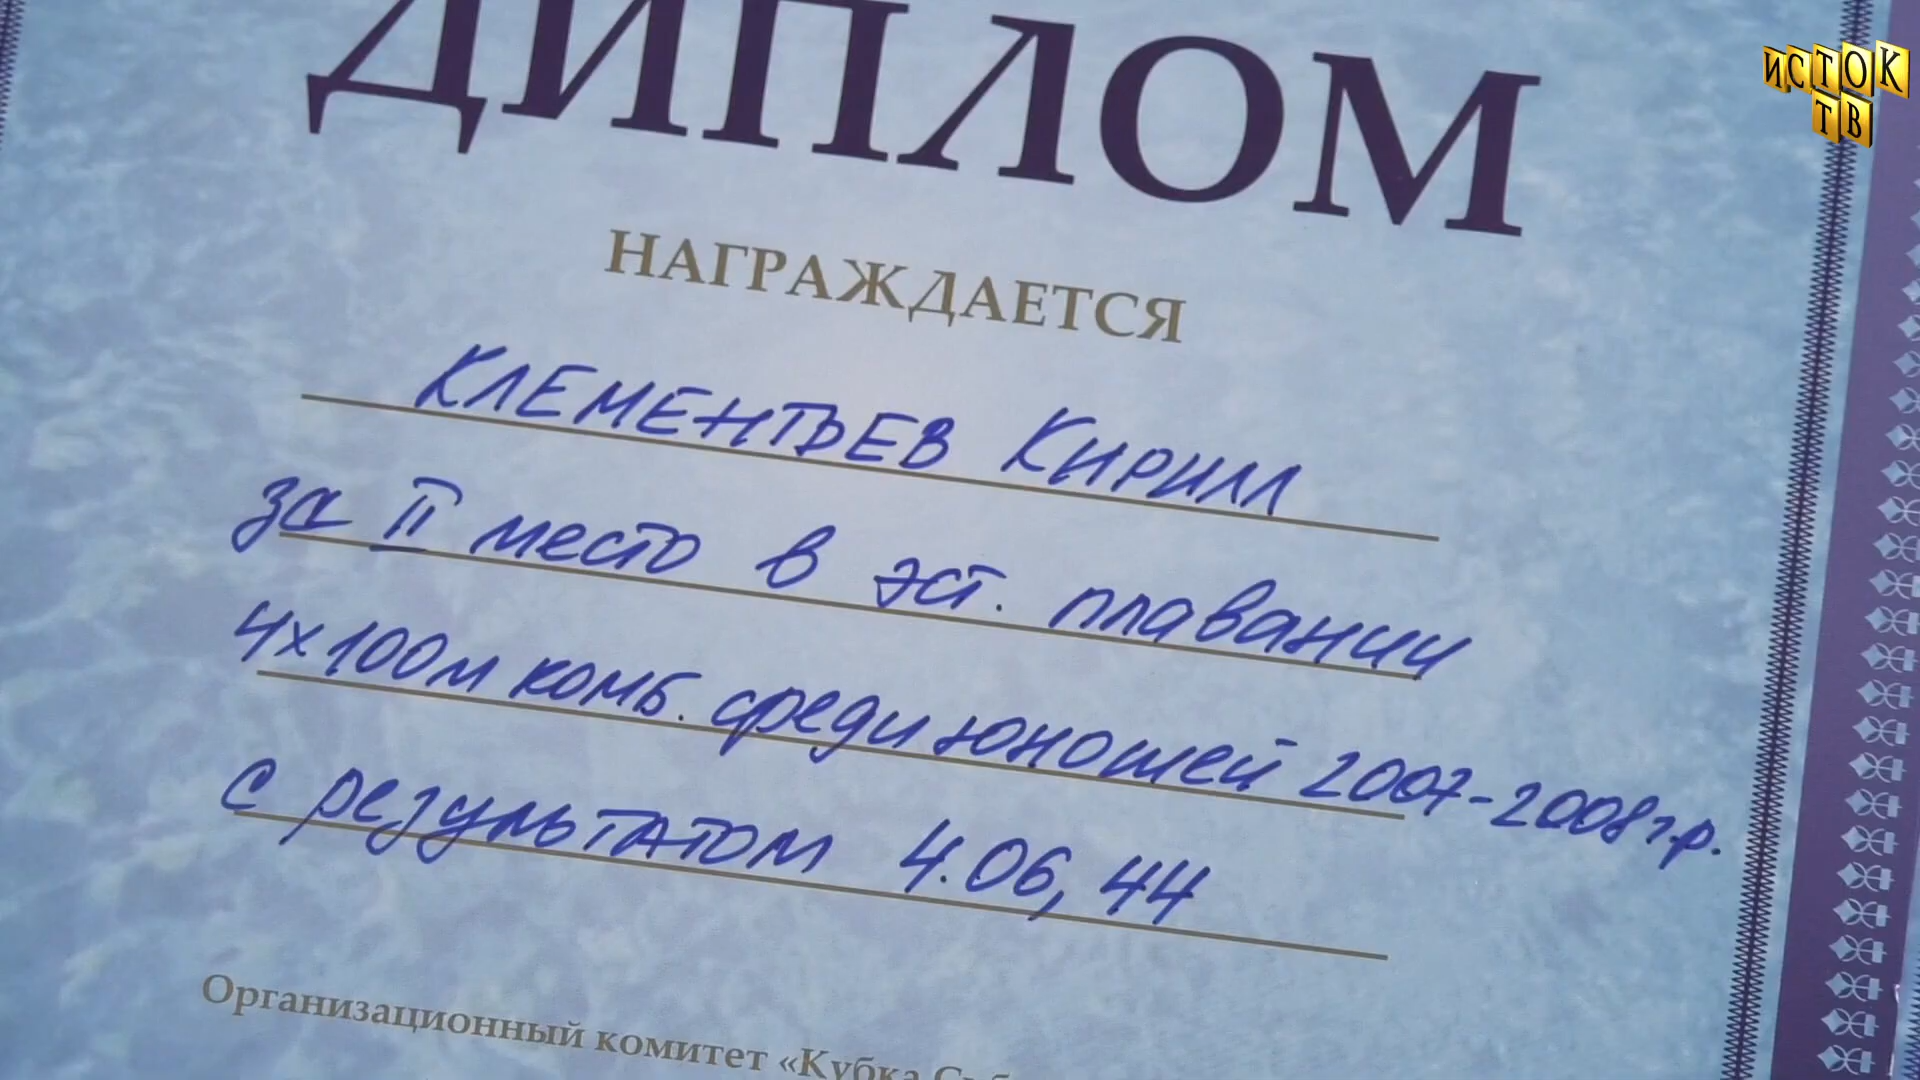 ДИПЛОМ
ИСТОК
ТВ
НАГРАЖДАЕТСЯ
КЛЕМЕНТЬЕВ КИРИЛЛ
за II место в эст. плавании
4х100м комб. среди юношей 2007-2008г.р.
с результатом 4.06,44
Организационный комитет «Кубка